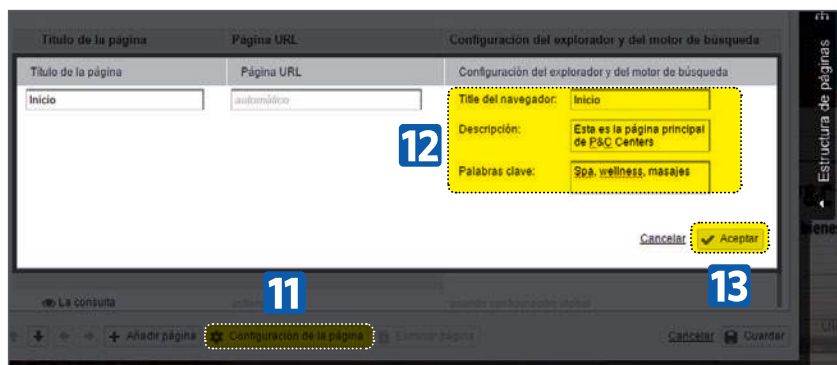 Título de la página Página URL Configuración del explorador y del motor de búsqueda
Título de la página Página URL Configuración del explorador y del motor de búsqueda
Inicio automático Title del navegador: Inicio
12
Descripción: Esta es la página principal
de P&C Centers
Palabras clave: Spa, wellness, masajes
Cancelar Aceptar
11 13
La consulta
Añadir página Configuración de la página Eliminar página Cancelar Guardar
Estructura de páginas